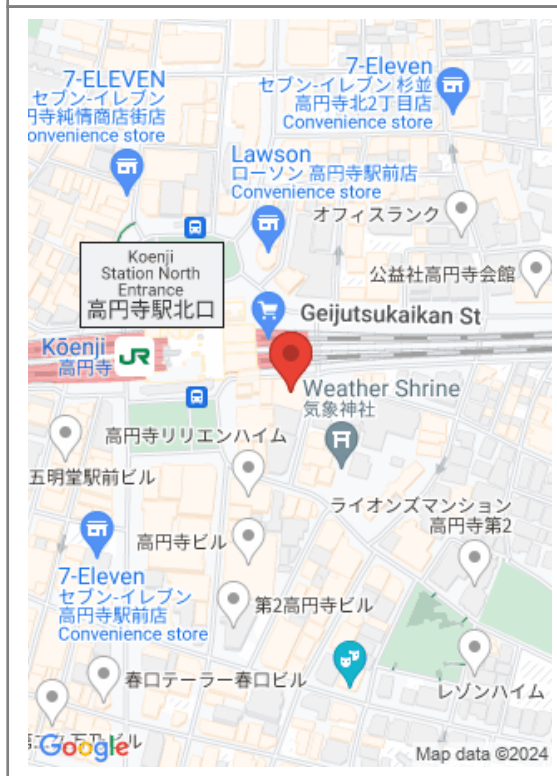 7-ELEVEN
セブン-イレブン
円寺純情商店街店
onvenience store
7-Eleven
セブン-イレブン 杉並
高円寺北2丁目店
Convenience store
Lawson
ローソン 高円寺駅前店
Convenience store
オフィスランク
公益社高円寺会館
Koenji
Station North
Entrance
高円寺駅北口
Geijutsukaikan St
Kōenji
高円寺
JR
Weather Shrine
気象神社
高円寺リリエンハイム
五明堂駅前ビル
ライオンズマンション
高円寺第2
高円寺ビル
7-Eleven
セブン-イレブン
高円寺駅前店
Convenience store
第2高円寺ビル
春口テーラー春口ビル
レゾンハイム
ビル
Google
Map data ©2024